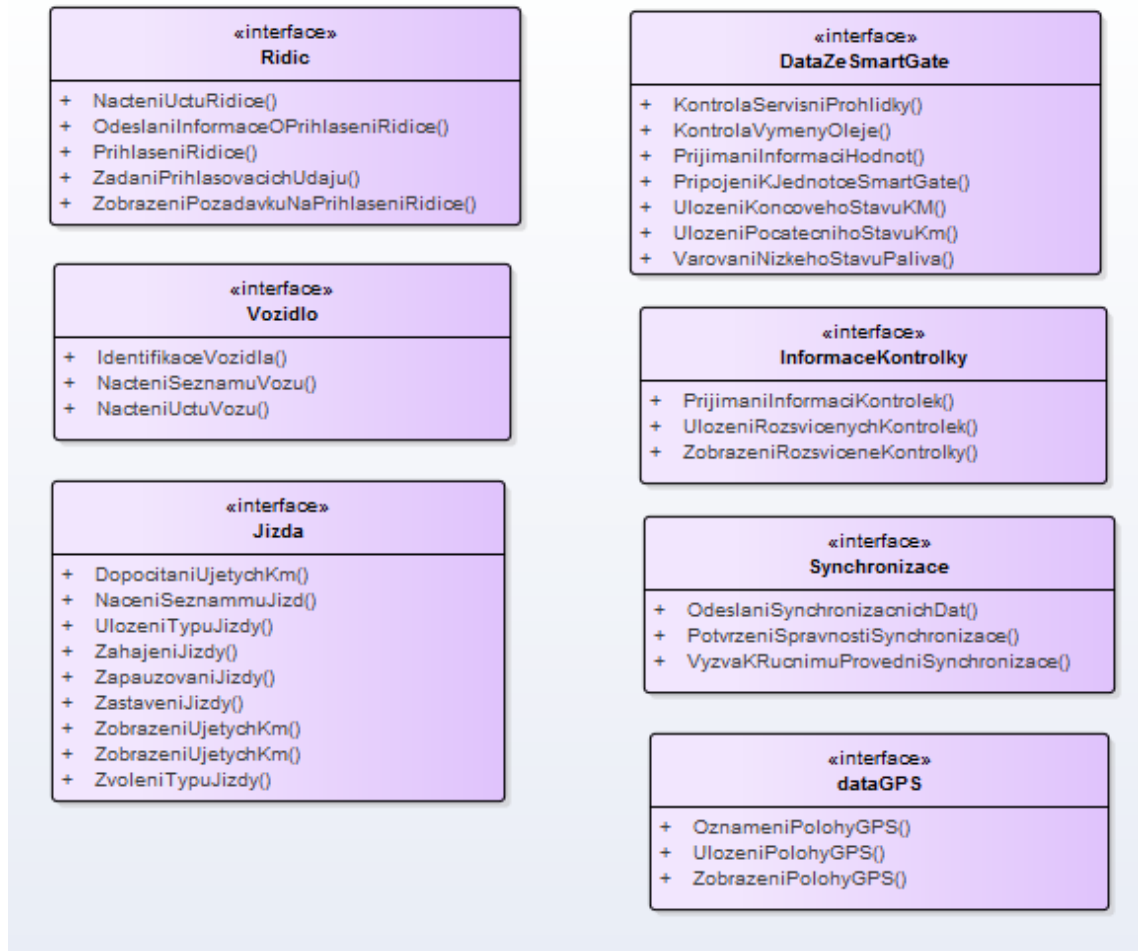 «interface»
Ridic
+ NacteniUctuRidice()
+ OdeslaniInformaceOPrihlaseniRidice()
+ PrihlaseniRidice()
+ ZadaniPrihlasovacichUdaju()
+ ZobrazeniPozadavkuNaPrihlaseniRidice()
«interface»
Vozidlo
+ IdentifikaceVozidla()
+ NacteniSeznamuVozu()
+ NacteniUctuVozu()
«interface»
Jizda
+ DopocitaniUjetychKm()
+ NaceniSeznammuJizd()
+ UlozeniTypuJizdy()
+ ZahajeniJizdy()
+ ZapauzovaniJizdy()
+ ZastaveniJizdy()
+ ZobrazeniUjetychKm()
+ ZobrazeniUjetychKm()
+ ZvoleniTypuJizdy()
«interface»
DataZeSmartGate
+ KontrolaServisniProhlidky()
+ KontrolaVymenyOleje()
+ PrijimaniInformaciHodnot()
+ PripojeniKJednotceSmartGate()
+ UlozeniKoncovehoStavuKM()
+ UlozeniPocatecnihoStavuKm()
+ VarovaniNizkehoStavuPaliva()
«interface»
InformaceKontrolky
+ PrijimaniInformaciKontrolek()
+ UlozeniRozsvicenychKontrolek()
+ ZobrazeniRozsviceneKontrolky()
«interface»
Synchronizace
+ OdeslaniSynchronizacnichDat()
+ PotvrzeniSpravnostiSynchronizace()
+ VyzvaKRucnimuProvedniSynchronizace()
«interface»
dataGPS
+ OznameniPolohyGPS()
+ UlozeniPolohyGPS()
+ ZobrazeniPolohyGPS()